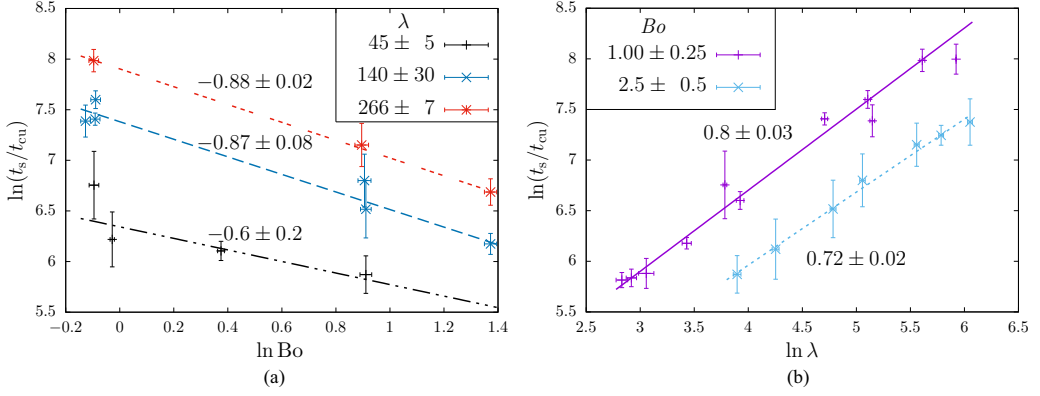 (a)
8.5
8
7.5
7
6.5
6
5.5
ln(t_s/t_cu)
λ
45 ± 5
140 ± 30
266 ± 7
−0.88 ± 0.02
−0.87 ± 0.08
−0.6 ± 0.2
−0.2 0 0.2 0.4 0.6 0.8 1 1.2 1.4
ln Bo
(a)
(b)
8.5
8
7.5
7
6.5
6
5.5
ln(t_s/t_cu)
Bo
1.00 ± 0.25
2.5 ± 0.5
0.8 ± 0.03
0.72 ± 0.02
2.5 3 3.5 4 4.5 5 5.5 6 6.5
ln λ
(b)